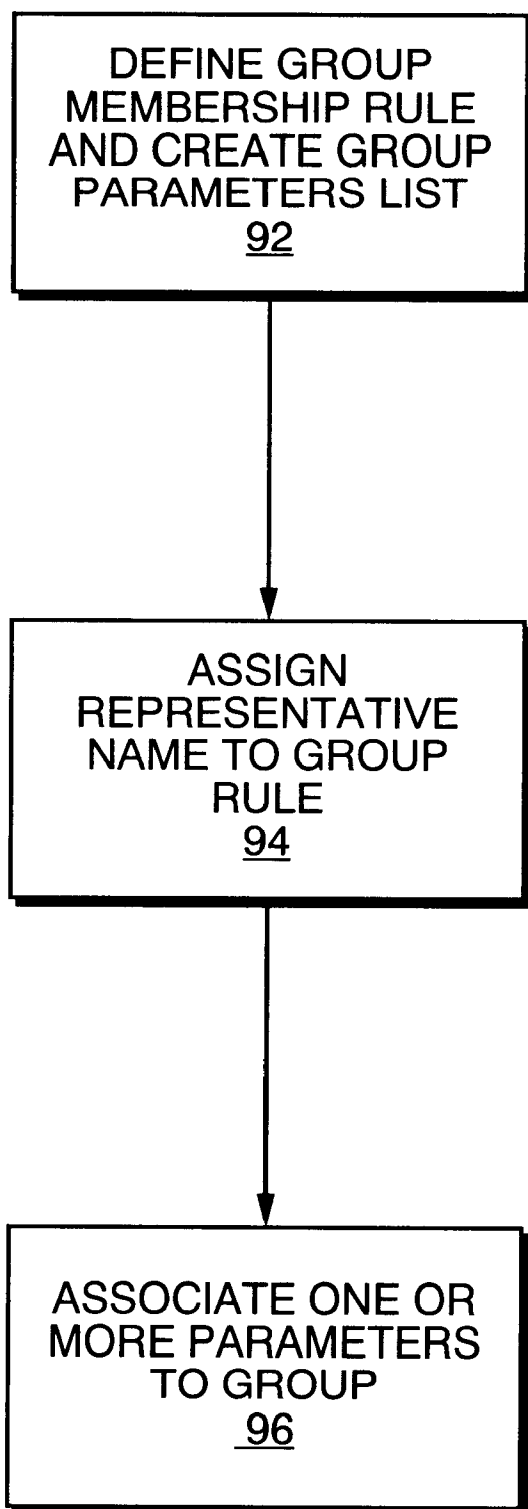 DEFINE GROUP
MEMBERSHIP RULE
AND CREATE GROUP
PARAMETERS LIST
92
ASSIGN
REPRESENTATIVE
NAME TO GROUP
RULE
94
ASSOCIATE ONE OR
MORE PARAMETERS
TO GROUP
96